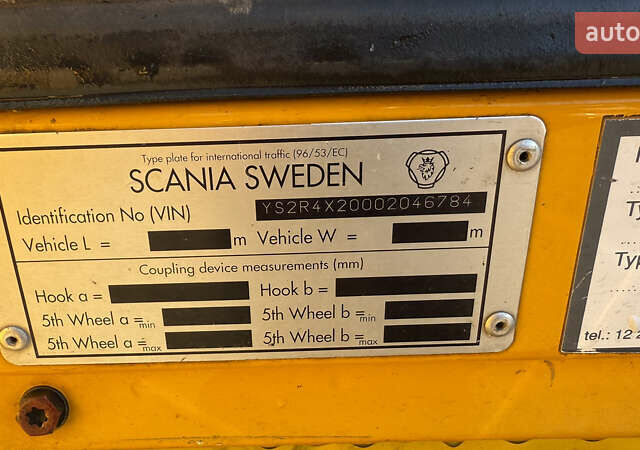 auto
Type plate for international traffic (96/53/EC)
SCANIA SWEDEN
Identification No (VIN) YS2R4X20002046784
Vehicle L = m Vehicle W = m
Coupling device measurements (mm)
Hook a = Hook b =
5th Wheel a = min 5th Wheel b = min
5th Wheel a = max 5th Wheel b = max
Ty
Typ
tel.: 12 2